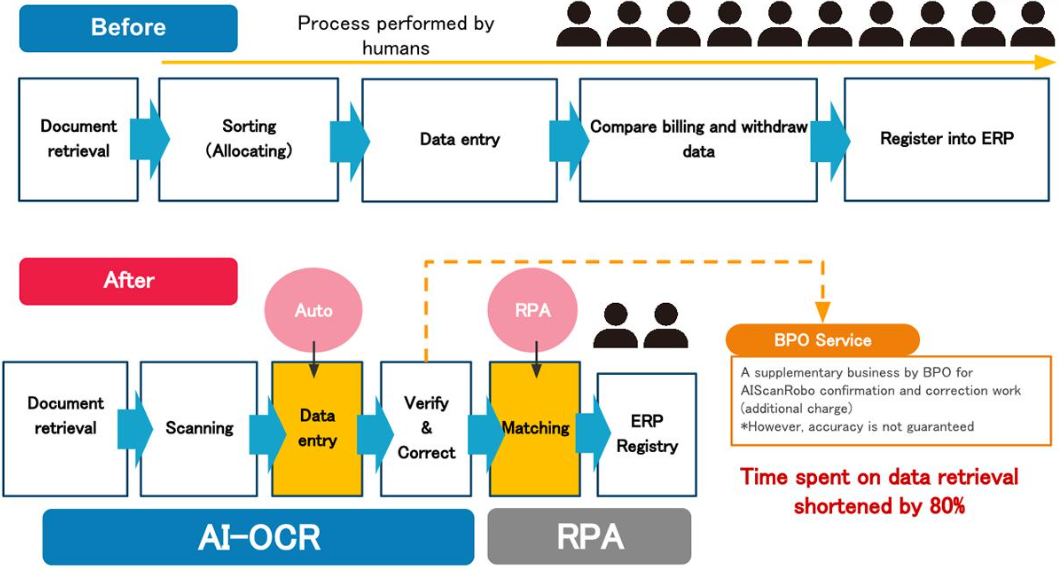 Before
Process performed by
humans
Document
retrieval
Sorting
(Allocating)
Data entry
Compare billing and withdraw
data
Register into ERP
After
Auto
RPA
BPO Service
A supplementary business by BPO for
AIScanRobo confirmation and correction work
(additional charge)
*However, accuracy is not guaranteed
Document
retrieval
Scanning
Data
entry
Verify
&
Correct
Matching
ERP
Registry
Time spent on data retrieval
shortened by 80%
AI-OCR
RPA